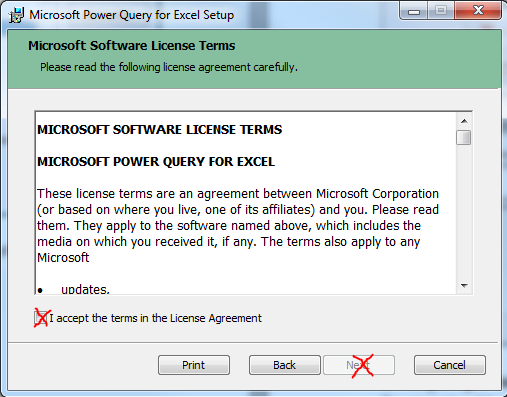 Microsoft Power Query for Excel Setup
Microsoft Software License Terms
Please read the following license agreement carefully.
MICROSOFT SOFTWARE LICENSE TERMS
MICROSOFT POWER QUERY FOR EXCEL
These license terms are an agreement between Microsoft Corporation
(or based on where you live, one of its affiliates) and you. Please read
them. They apply to the software named above, which includes the
media on which you received it, if any. The terms also apply to any
Microsoft
• updates,
I accept the terms in the License Agreement
Print Back Next Cancel